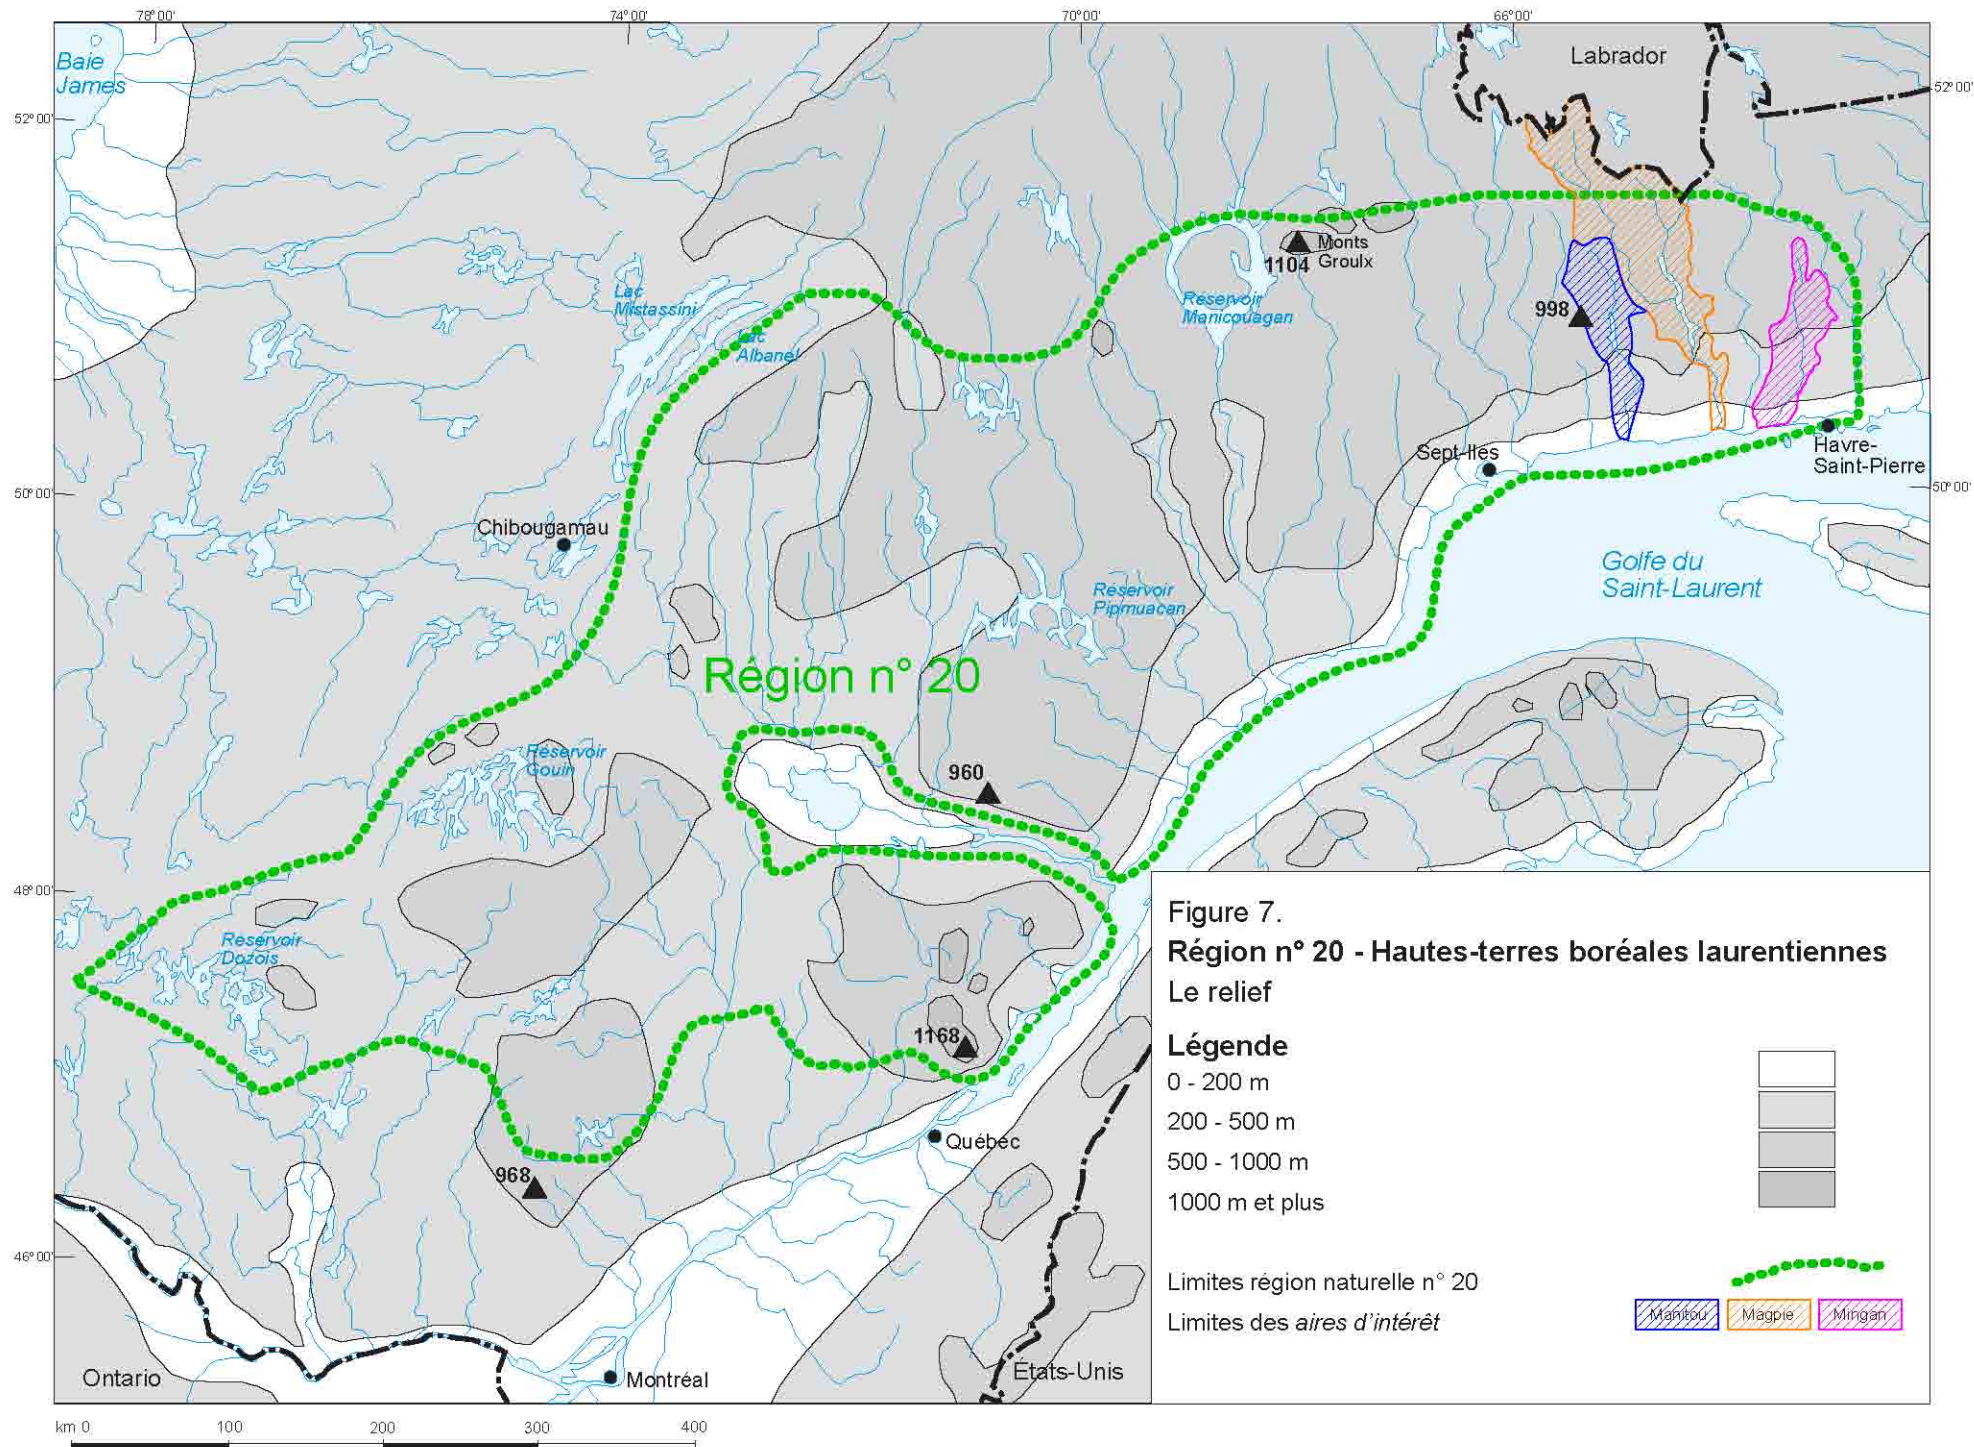 78°00'
74°00'
70°00'
66°00'
Baie
James
Labrador
52°00'
52°00'
Monts
Groulx
1104
Lac
Mistassini
Réservoir
Manicouagan
998
Lac
Albanel
Sept-Iles
Havre-
Saint-Pierre
50°00'
50°00'
Chibougamau
Golfe du
Saint-Laurent
Réservoir
Pipmuacan
Région n° 20
Réservoir
Gouin
960
48°00'
Réservoir
Dozois
1168
Québec
968
46°00'
Ontario
Montréal
États-Unis
Figure 7.
Région n° 20 - Hautes-terres boréales laurentiennes
Le relief
Légende
0 - 200 m
200 - 500 m
500 - 1000 m
1000 m et plus
Limites région naturelle n° 20
Limites des aires d'intérêt
Manitou
Magpie
Mingan
km 0 100 200 300 400